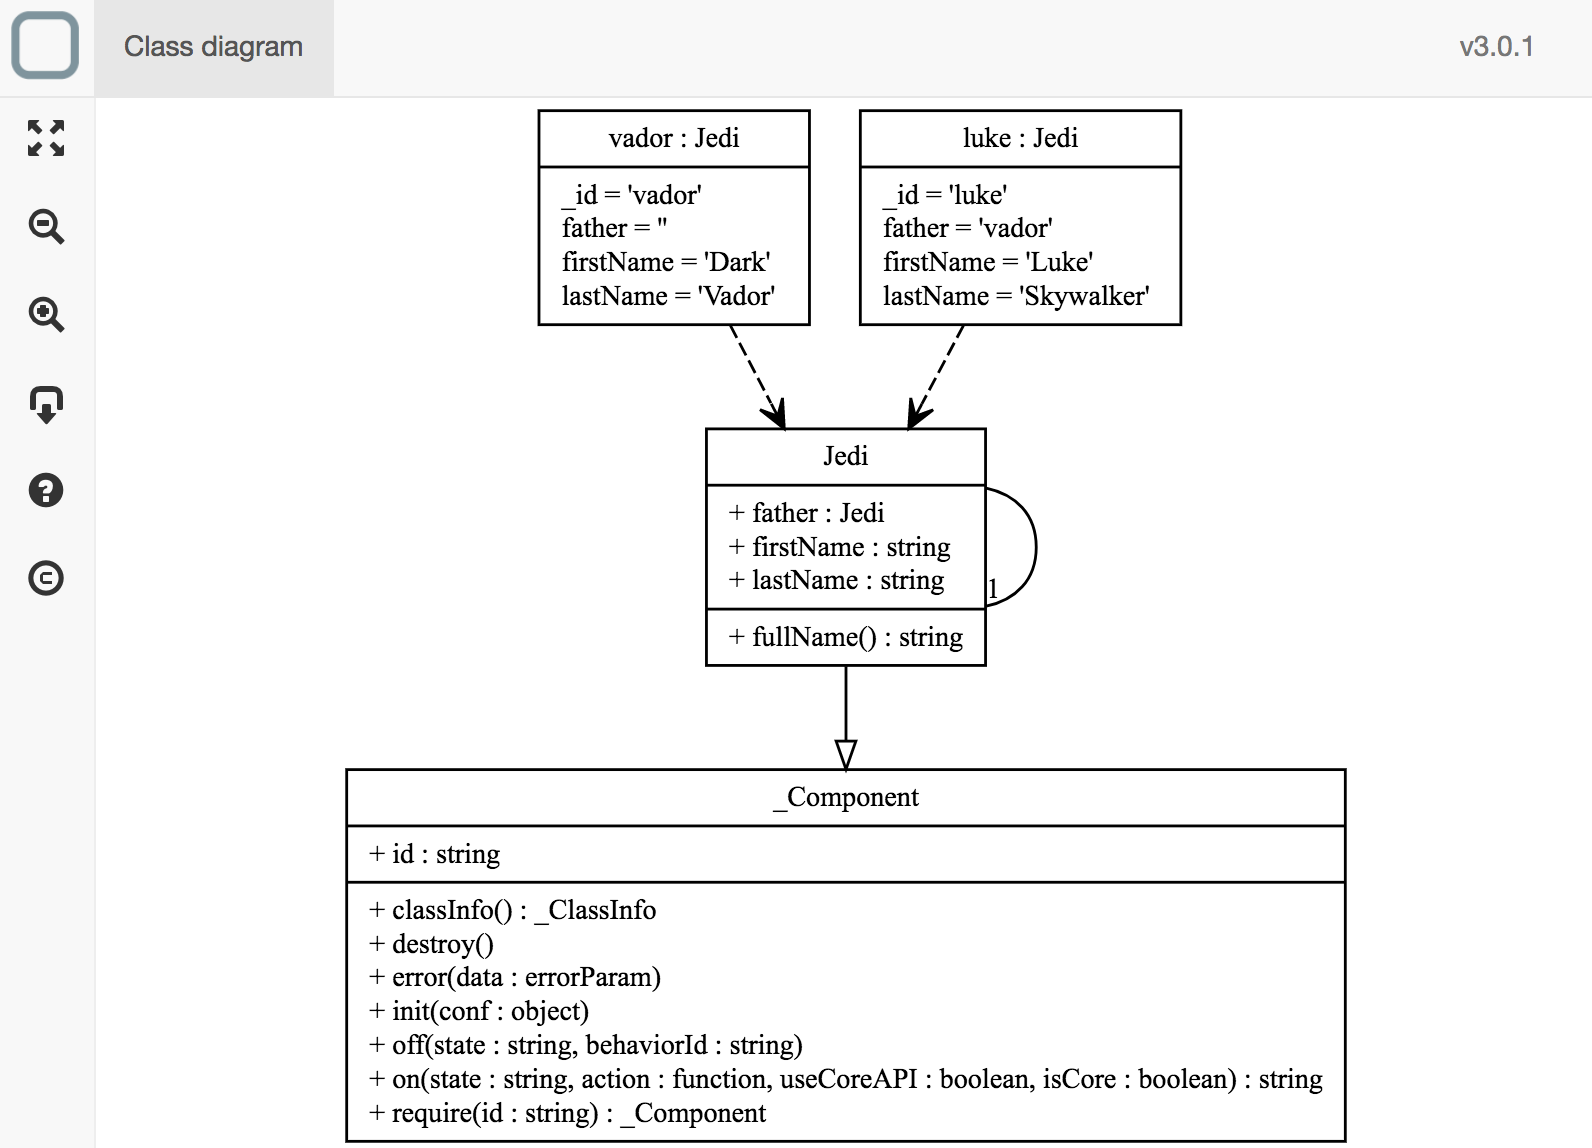 Class diagram
v3.0.1
vador : Jedi
_id = 'vador'
father = ''
firstName = 'Dark'
lastName = 'Vador'
luke : Jedi
_id = 'luke'
father = 'vador'
firstName = 'Luke'
lastName = 'Skywalker'
Jedi
+ father : Jedi
+ firstName : string
+ lastName : string
1
+ fullName() : string
_Component
+ id : string
+ classInfo() : _ClassInfo
+ destroy()
+ error(data : errorParam)
+ init(conf : object)
+ off(state : string, behaviorId : string)
+ on(state : string, action : function, useCoreAPI : boolean, isCore : boolean) : string
+ require(id : string) : _Component